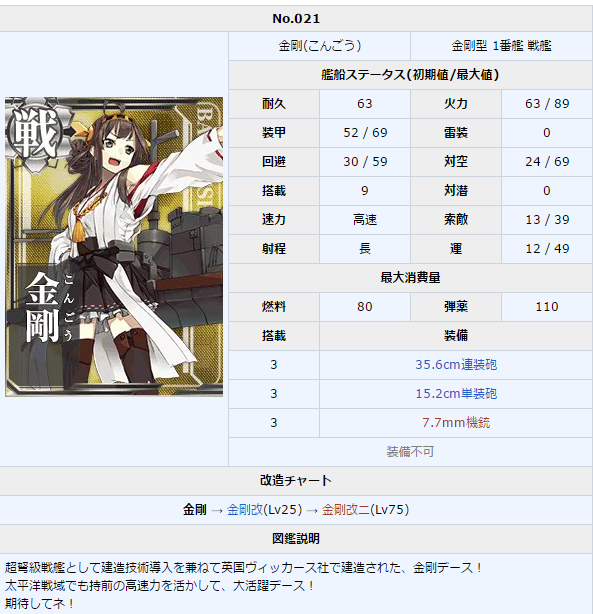 No.021
金剛(こんごう)
金剛型 1番艦 戦艦
艦船ステータス(初期値/最大値)
耐久 63 火力 63 / 89
装甲 52 / 69 雷装 0
回避 30 / 59 対空 24 / 69
搭載 9 対潜 0
速力 高速 索敵 13 / 39
射程 長 運 12 / 49
最大消費量
燃料 80 弾薬 110
搭載 装備
3 35.6cm連装砲
3 15.2cm単装砲
3 7.7mm機銃
装備不可
戦
金剛
こんごう
改造チャート
金剛 → 金剛改(Lv25) → 金剛改二(Lv75)
図鑑説明
超弩級戦艦として建造技術導入を兼ねて英国ヴィッカース社で建造された、金剛デース！
太平洋戦域でも持前の高速力を活かして、大活躍デース！
期待してネ！